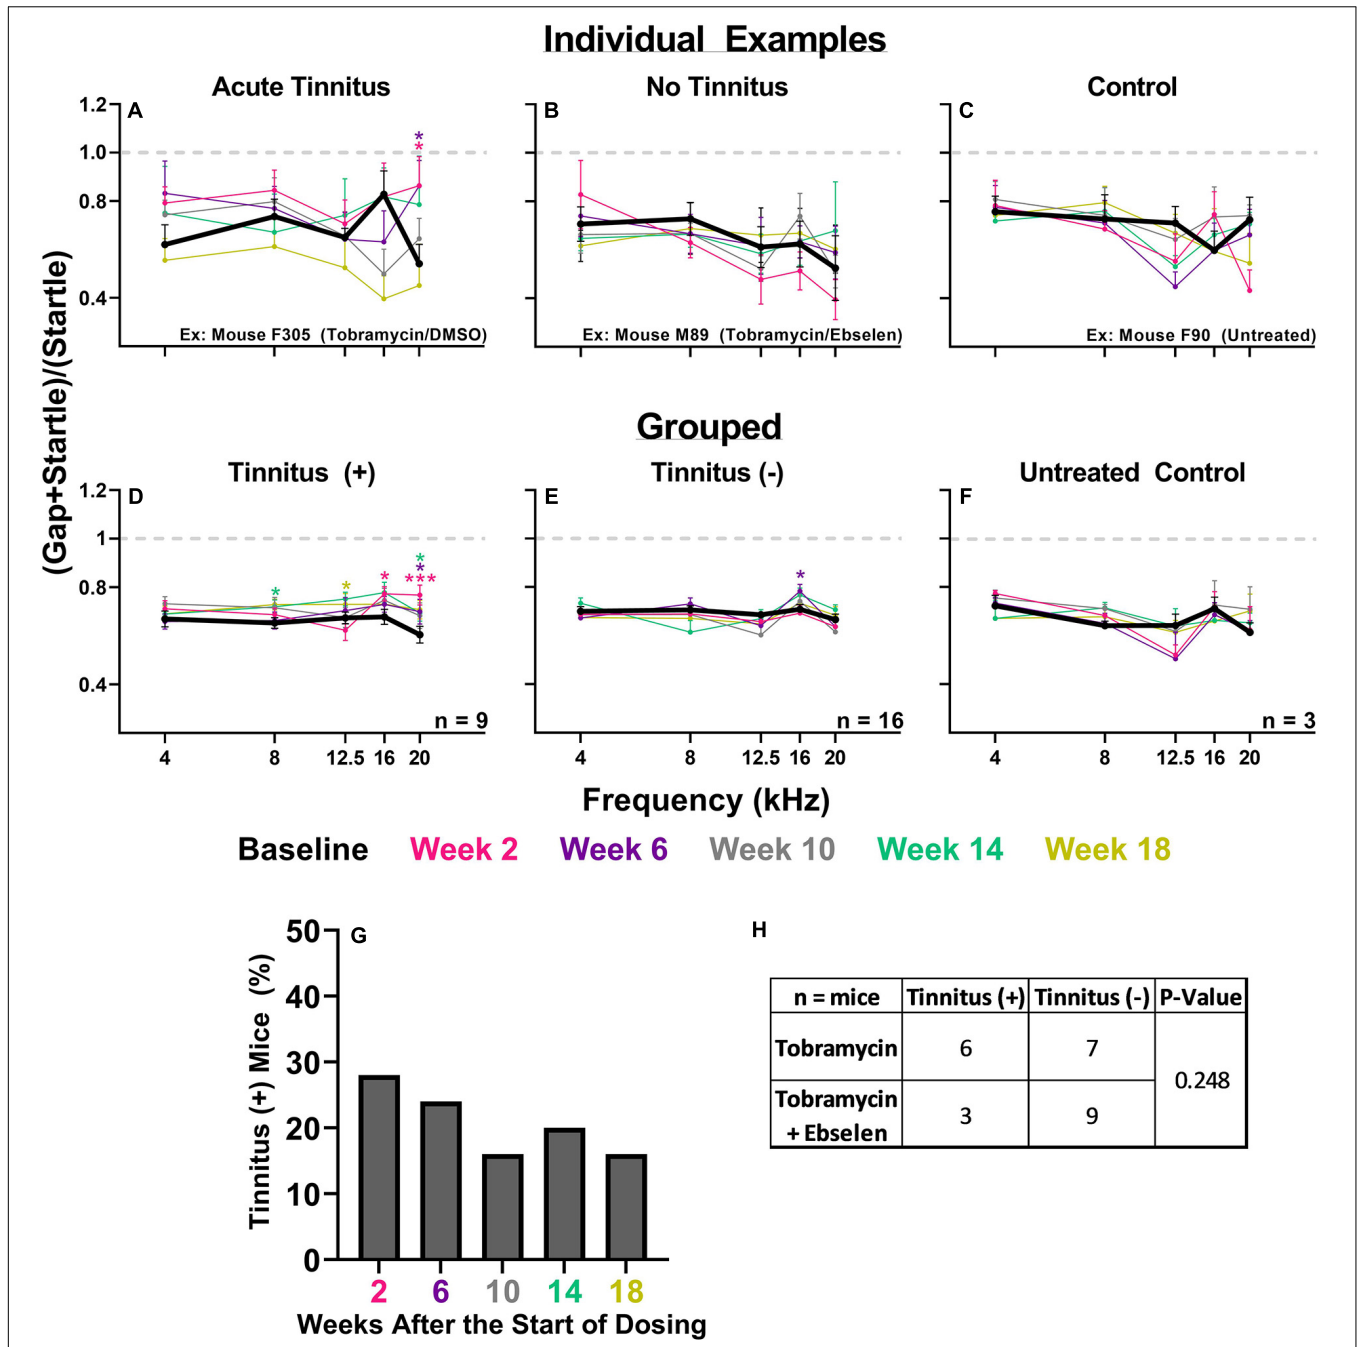 Individual Examples
Acute Tinnitus
No Tinnitus
Control
(Gap+Startle)/(Startle)
A
1.2
1.0
0.8
0.4
*
*
Ex: Mouse F305 (Tobramycin/DMSO)
B
Ex: Mouse M89 (Tobramycin/Ebselen)
C
Ex: Mouse F90 (Untreated)
Grouped
Tinnitus (+)
Tinnitus (-)
Untreated Control
D
1.2
1
0.8
0.4
*
*
*
*
*
***
n = 9
4 8 12.5 16 20
E
*
n = 16
4 8 12.5 16 20
F
n = 3
4 8 12.5 16 20
Frequency (kHz)
Baseline Week 2 Week 6 Week 10 Week 14 Week 18
G
Tinnitus (+) Mice (%)
50
40
30
20
10
0
2 6 10 14 18
Weeks After the Start of Dosing
H
n = mice Tinnitus (+) Tinnitus (-) P-Value
Tobramycin 6 7 0.248
Tobramycin
+ Ebselen 3 9